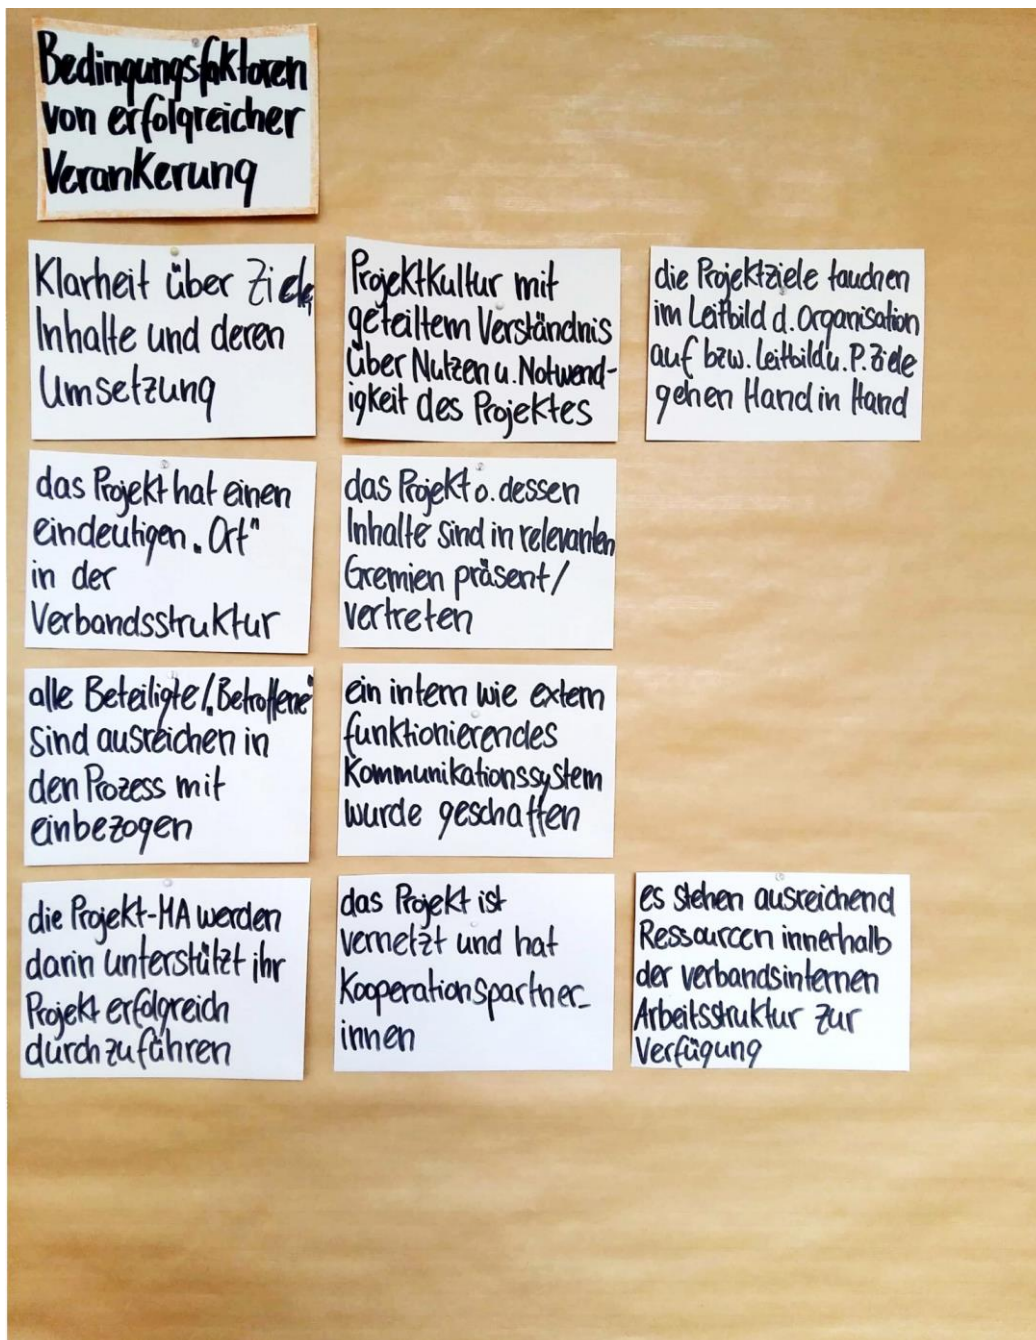 Bedingungsfaktoren
von erfolgreicher
Verankerung
Klarheit über Ziele,
Inhalte und deren
Umsetzung
Projektkultur mit
geteiltem Verständnis
über Nutzen u. Notwend-
igkeit des Projektes
die Projektziele tauchen
im Leitbild d. Organisation
auf bzw. Leitbild u. P. Ziele
gehen Hand in Hand
das Projekt hat einen
eindeutigen „Ort"
in der
Verbandsstruktur
das Projekt o. dessen
Inhalte sind in relevanten
Gremien präsent/
vertreten
alle Beteiligte/„Betroffene"
sind ausreichen in
den Prozess mit
einbezogen
ein intern wie extern
funktionierendes
Kommunikationssystem
wurde geschaffen
die Projekt-MA werden
darin unterstützt ihr
Projekt erfolgreich
durchzuführen
das Projekt ist
vernetzt und hat
Kooperationspartner_
innen
es stehen ausreichend
Ressourcen innerhalb
der verbandsinternen
Arbeitsstruktur zur
Verfügung